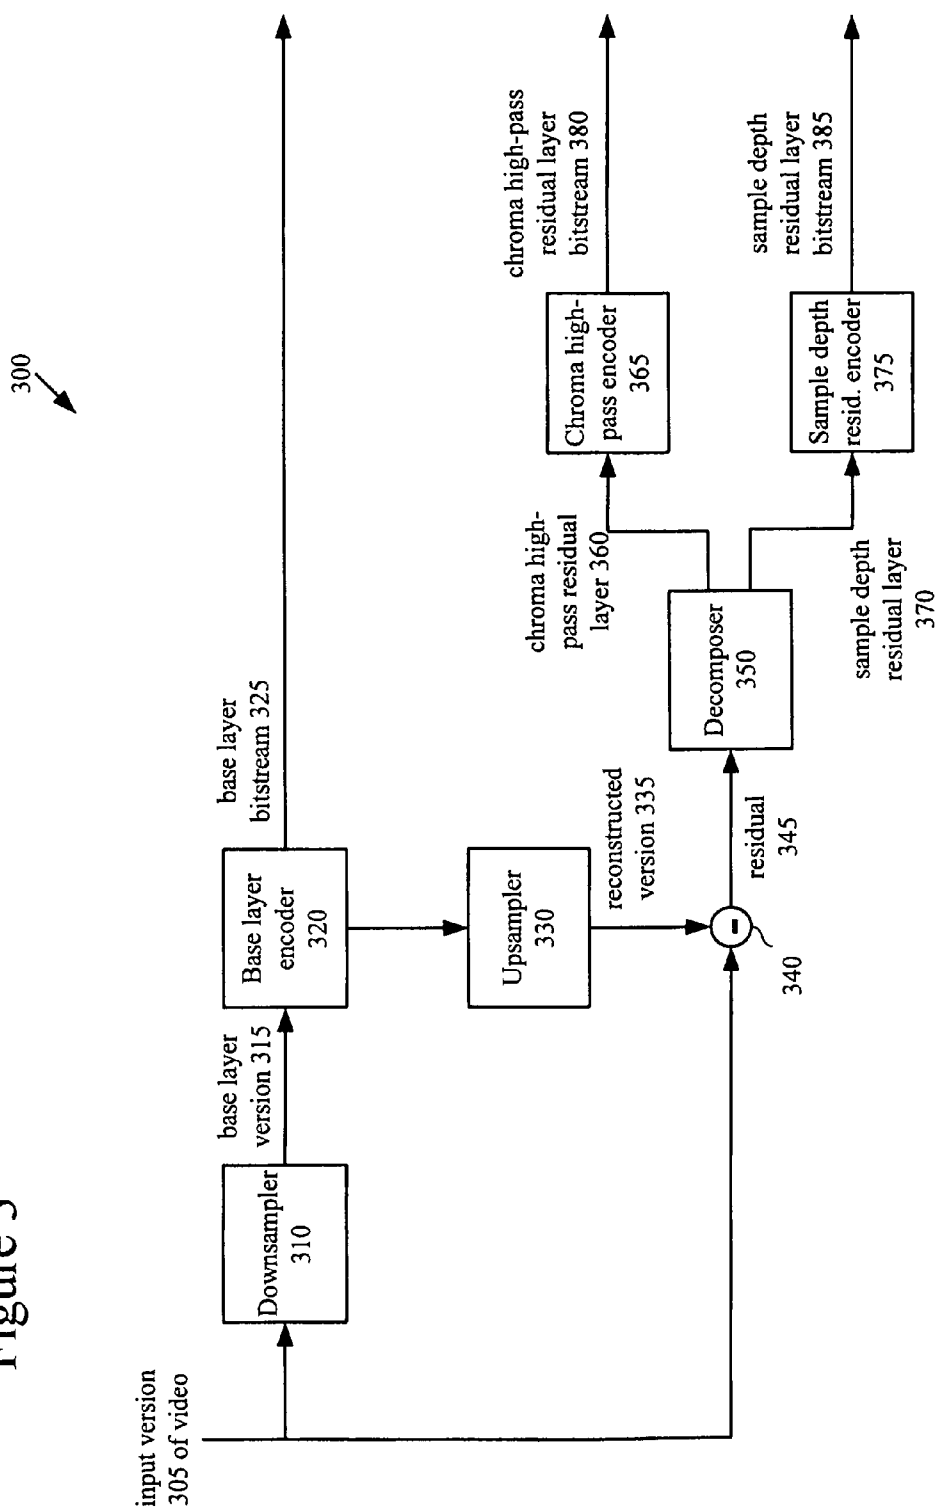 Figure 3
300
input version
305 of video
Downsampler
310
base layer
version 315
Base layer
encoder
320
base layer
bitstream 325
Upsampler
330
reconstructed
version 335
340
residual
345
Decomposer
350
chroma high-
pass residual
layer 360
Chroma high-
pass encoder
365
chroma high-pass
residual layer
bitstream 380
sample depth
residual layer
370
Sample depth
resid. encoder
375
sample depth
residual layer
bitstream 385